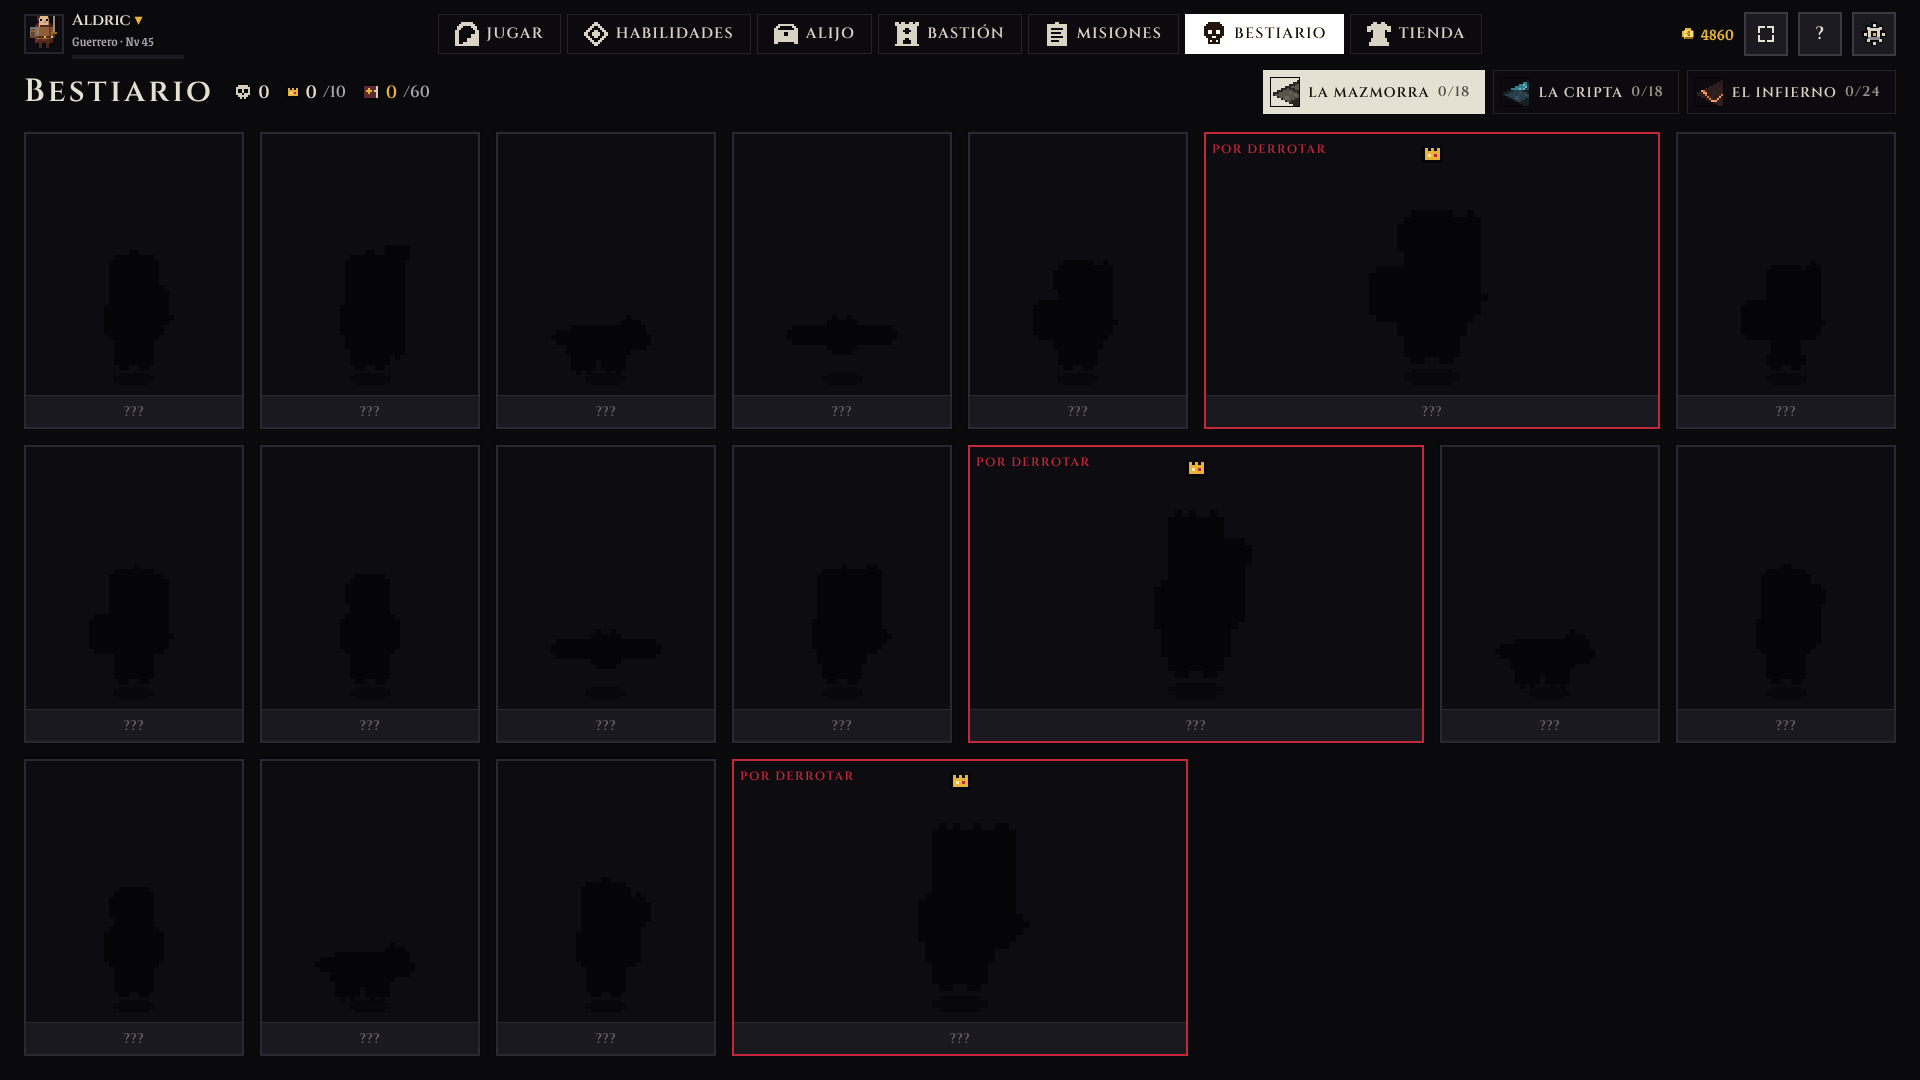 ALDRIC ▼
Guerrero · Nv 45
JUGAR
HABILIDADES
ALIJO
BASTIÓN
MISIONES
BESTIARIO
TIENDA
4860
?
BESTIARIO
0
0 /10
0 /60
LA MAZMORRA 0/18
LA CRIPTA 0/18
EL INFIERNO 0/24
POR DERROTAR
???
???
???
???
???
???
???
POR DERROTAR
???
???
???
???
???
???
???
POR DERROTAR
???
???
???
???